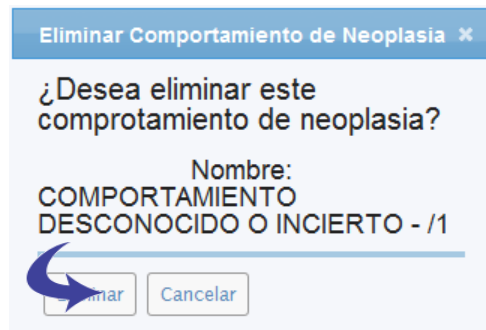 Eliminar Comportamiento de Neoplasia ×
¿Desea eliminar este
comprotamiento de neoplasia?
Nombre:
COMPORTAMIENTO
DESCONOCIDO O INCIERTO - /1
Cancelar